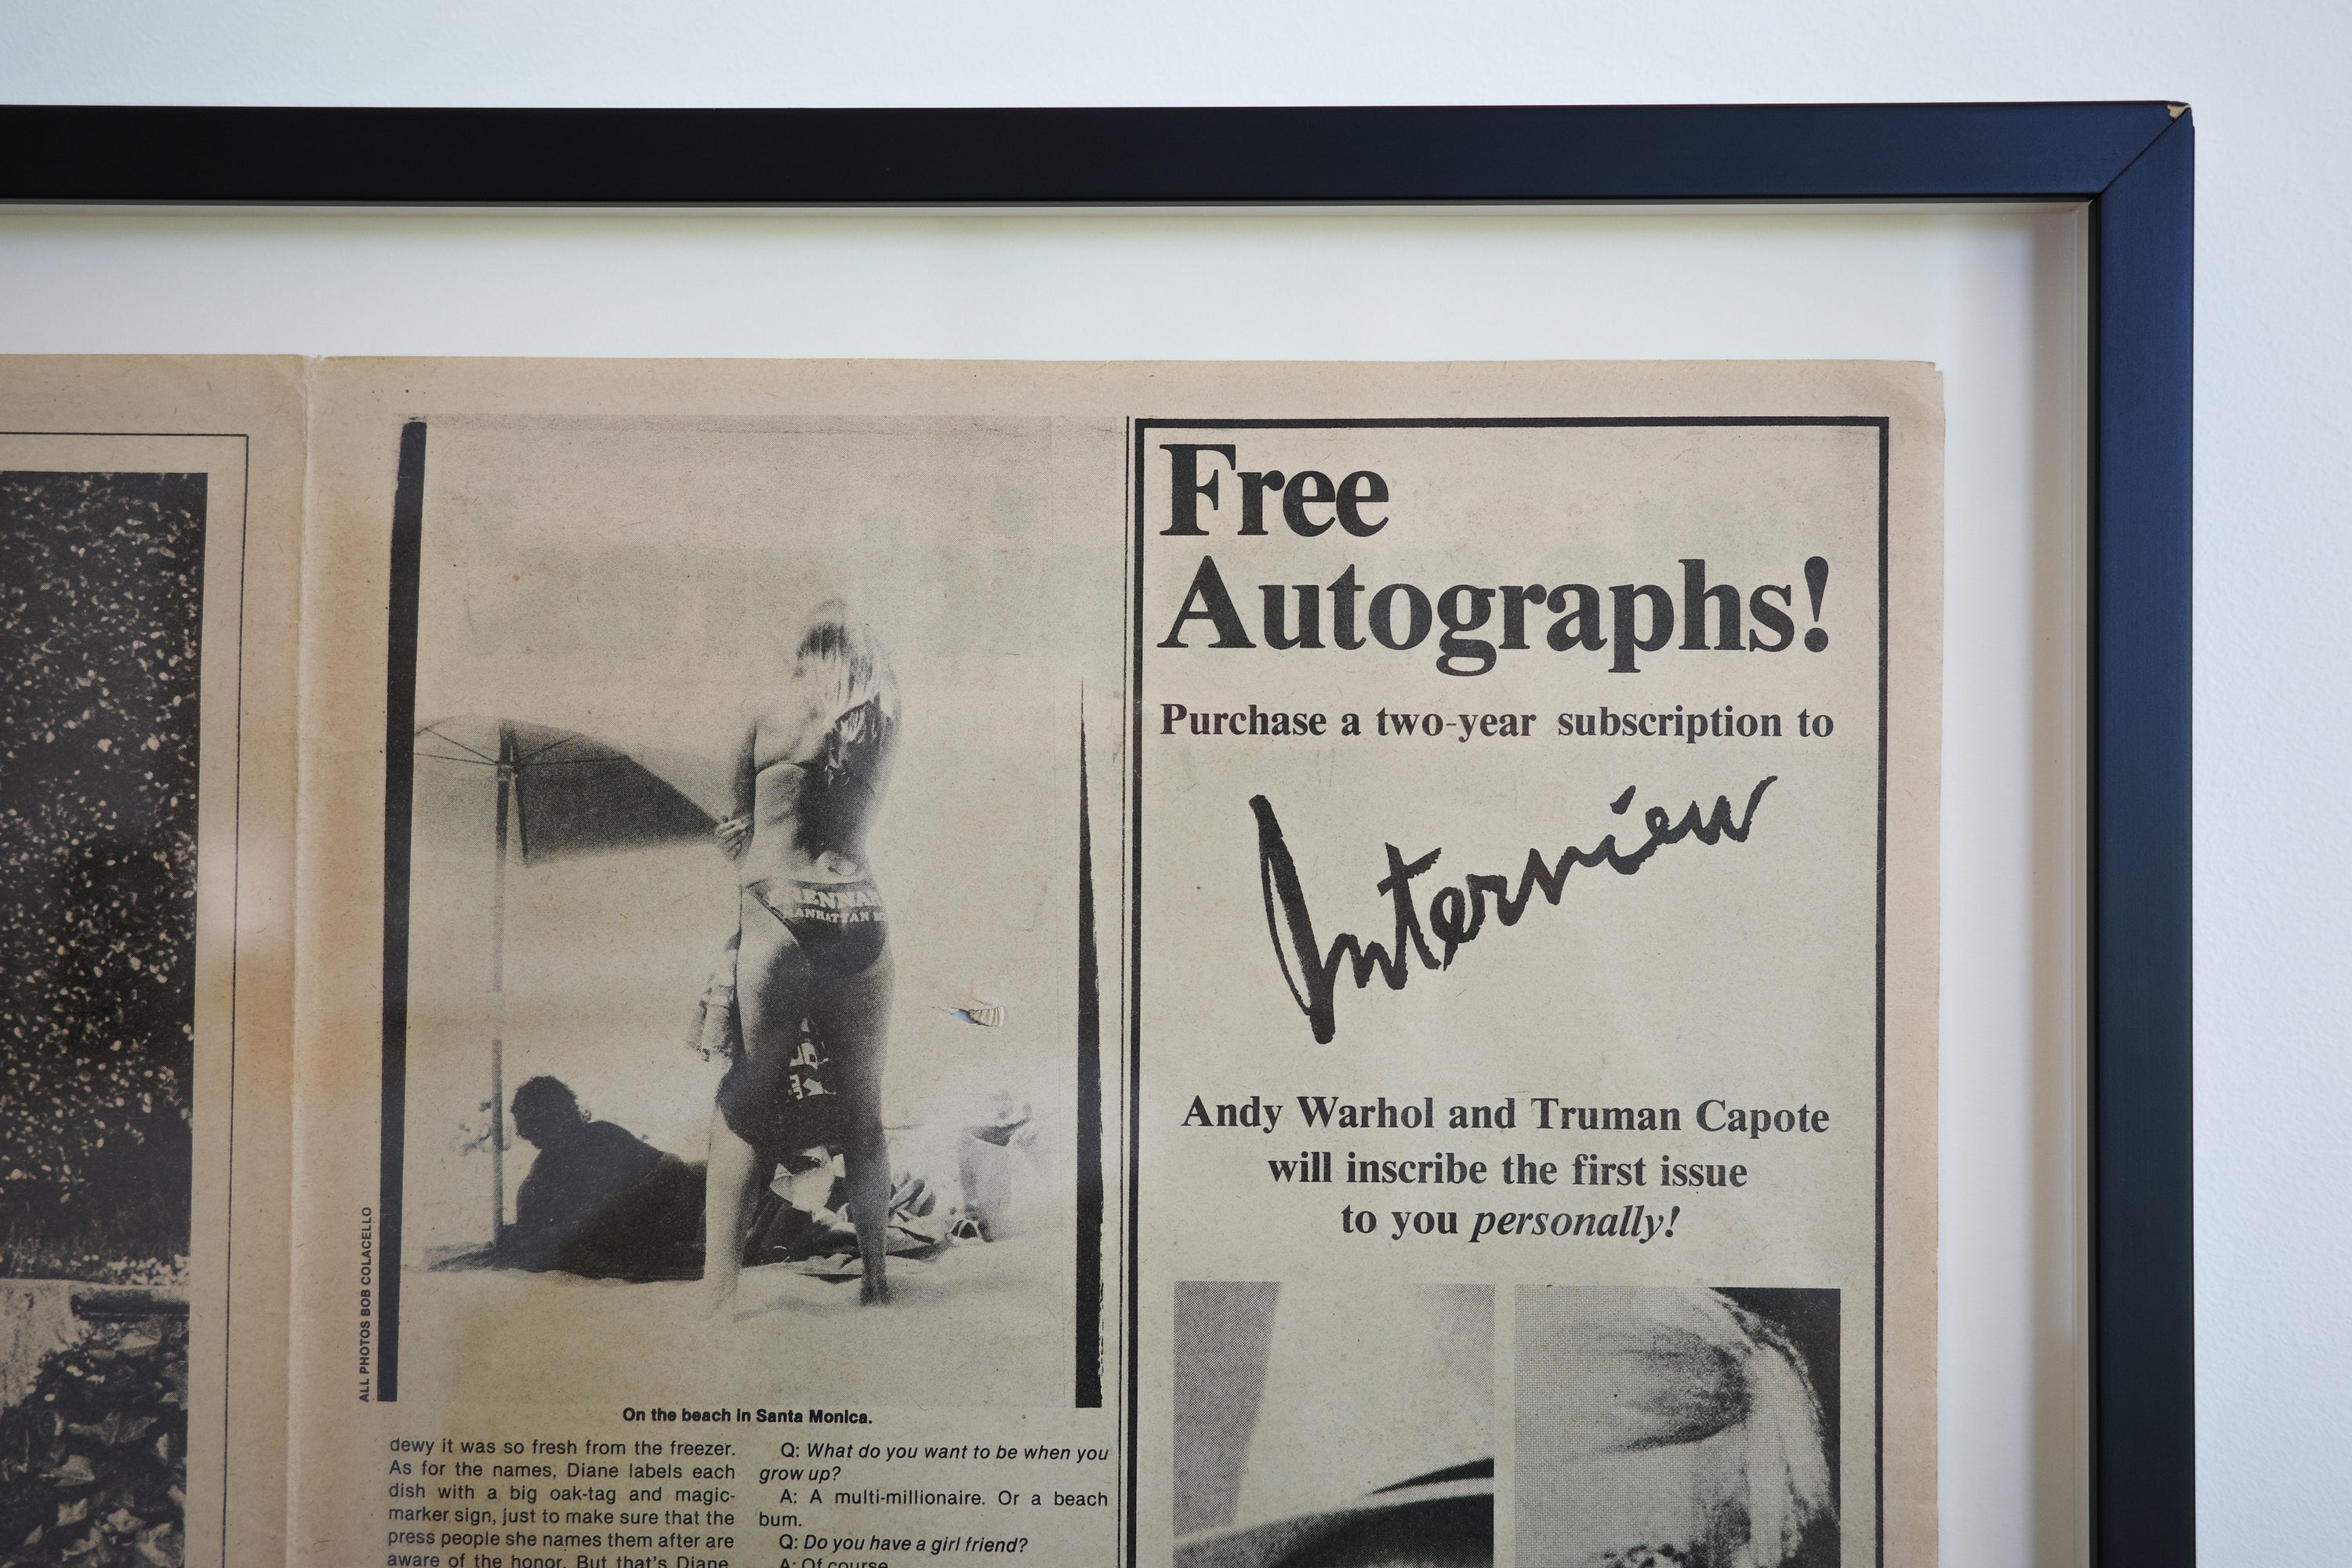 ALL PHOTOS BOB COLACELLO
On the beach in Santa Monica.
dewy it was so fresh from the freezer.
As for the names, Diane labels each
dish with a big oak-tag and magic-
marker sign, just to make sure that the
press people she names them after are
aware of the honor. But that's Diane.
Q: What do you want to be when you
grow up?
A: A multi-millionaire. Or a beach
bum.
Q: Do you have a girl friend?
A: Of course.
Free
Autographs!
Purchase a two-year subscription to
Interview
Andy Warhol and Truman Capote
will inscribe the first issue
to you personally!